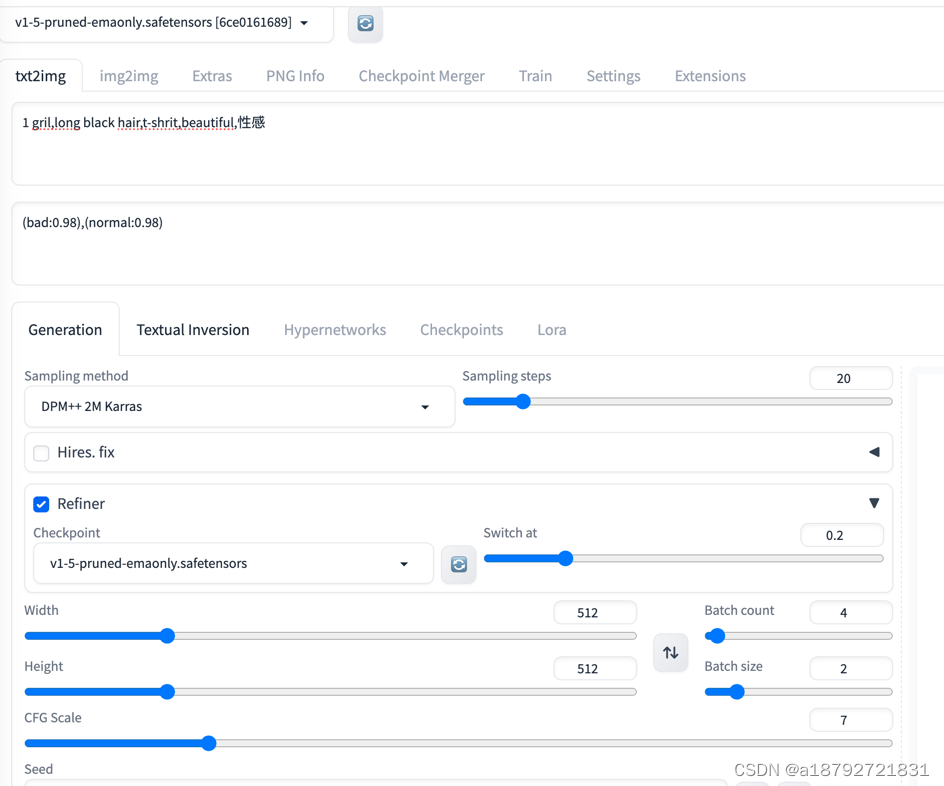 v1-5-pruned-emaonly.safetensors [6ce0161689]
txt2img img2img Extras PNG Info Checkpoint Merger Train Settings Extensions
1 gril,long black hair,t-shrit,beautiful,性感
(bad:0.98),(normal:0.98)
Generation Textual Inversion Hypernetworks Checkpoints Lora
Sampling method Sampling steps 20
DPM++ 2M Karras
Hires. fix
Refiner
Checkpoint Switch at 0.2
v1-5-pruned-emaonly.safetensors
Width 512 Batch count 4
Height 512 Batch size 2
CFG Scale 7
Seed
CSDN @a18792721831